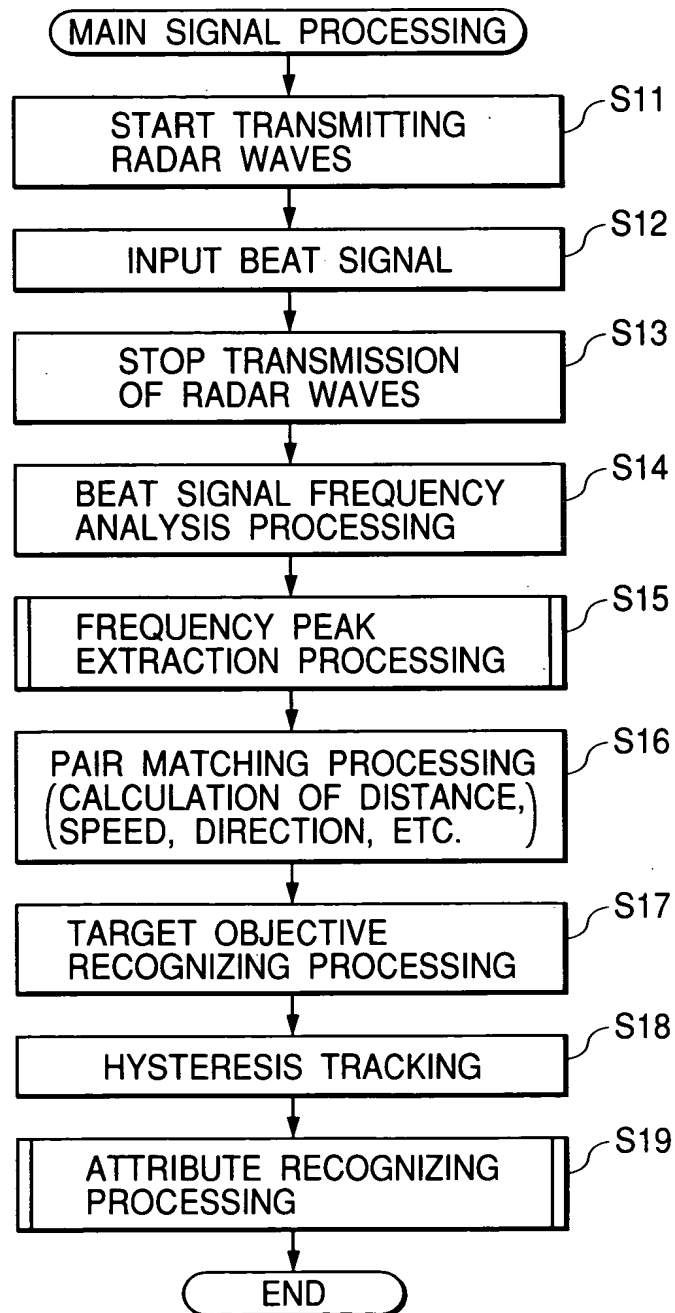 MAIN SIGNAL PROCESSING
S11
START TRANSMITTING
RADAR WAVES
S12
INPUT BEAT SIGNAL
S13
STOP TRANSMISSION
OF RADAR WAVES
S14
BEAT SIGNAL FREQUENCY
ANALYSIS PROCESSING
S15
FREQUENCY PEAK
EXTRACTION PROCESSING
S16
PAIR MATCHING PROCESSING
(CALCULATION OF DISTANCE,
SPEED, DIRECTION, ETC.)
S17
TARGET OBJECTIVE
RECOGNIZING PROCESSING
S18
HYSTERESIS TRACKING
S19
ATTRIBUTE RECOGNIZING
PROCESSING
END